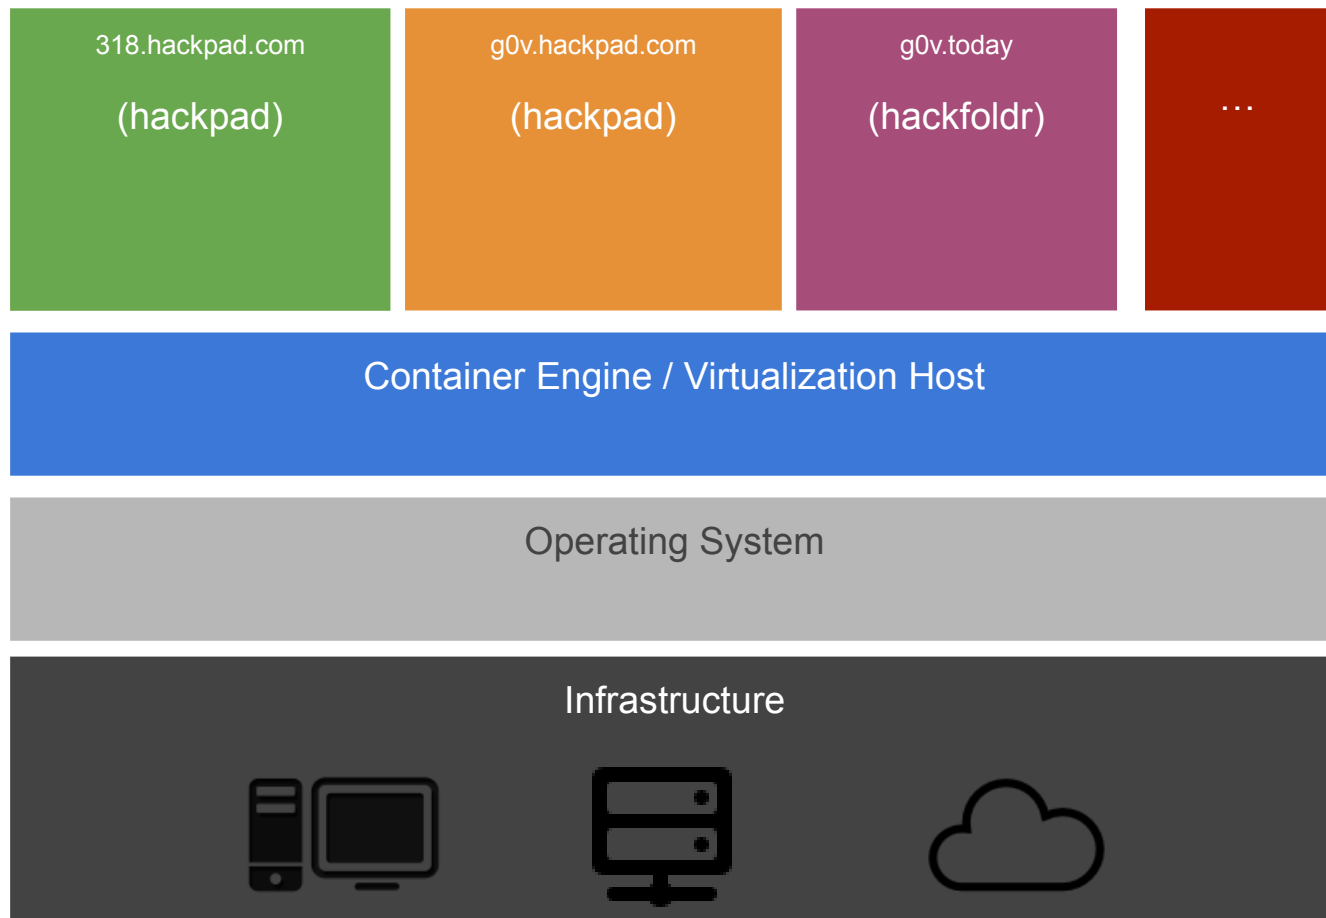 318.hackpad.com
(hackpad)
g0v.hackpad.com
(hackpad)
g0v.today
(hackfoldr)
…
Container Engine / Virtualization Host
Operating System
Infrastructure